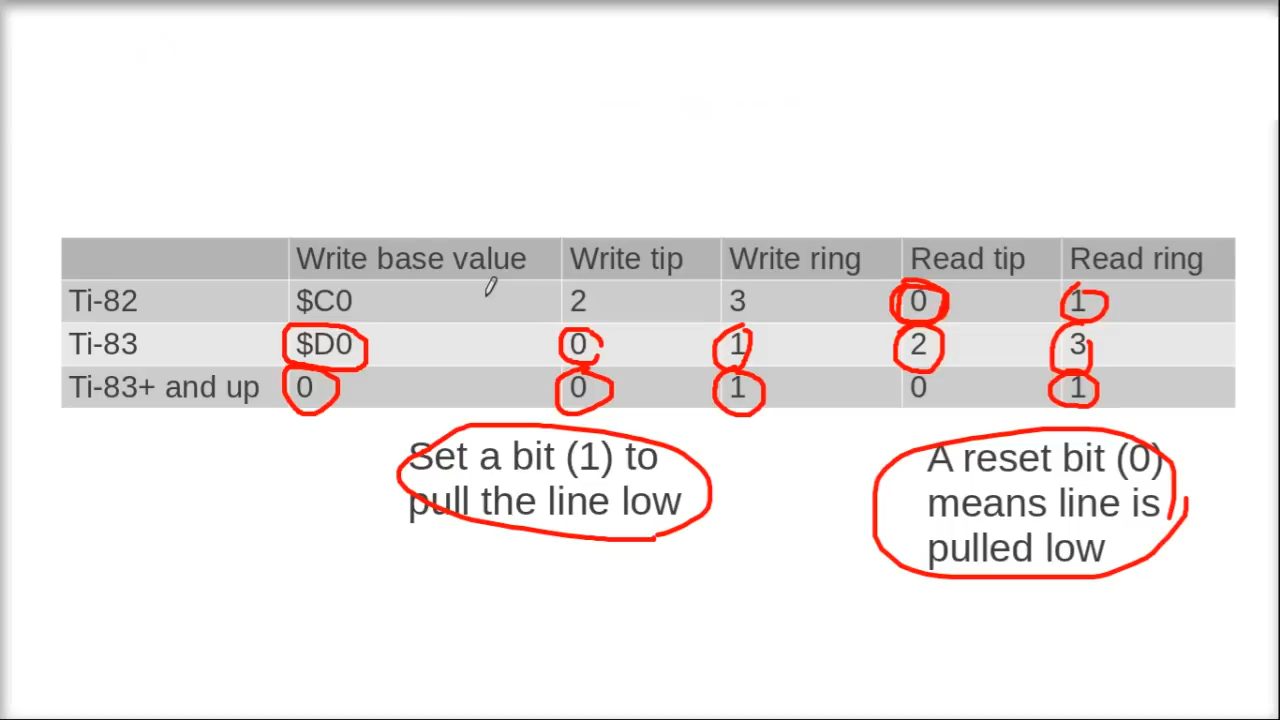 Write base value Write tip Write ring Read tip Read ring
Ti-82 $C0 2 3 0 1
Ti-83 $D0 0 1 2 3
Ti-83+ and up 0 0 1 0 1
Set a bit (1) to
pull the line low
A reset bit (0)
means line is
pulled low